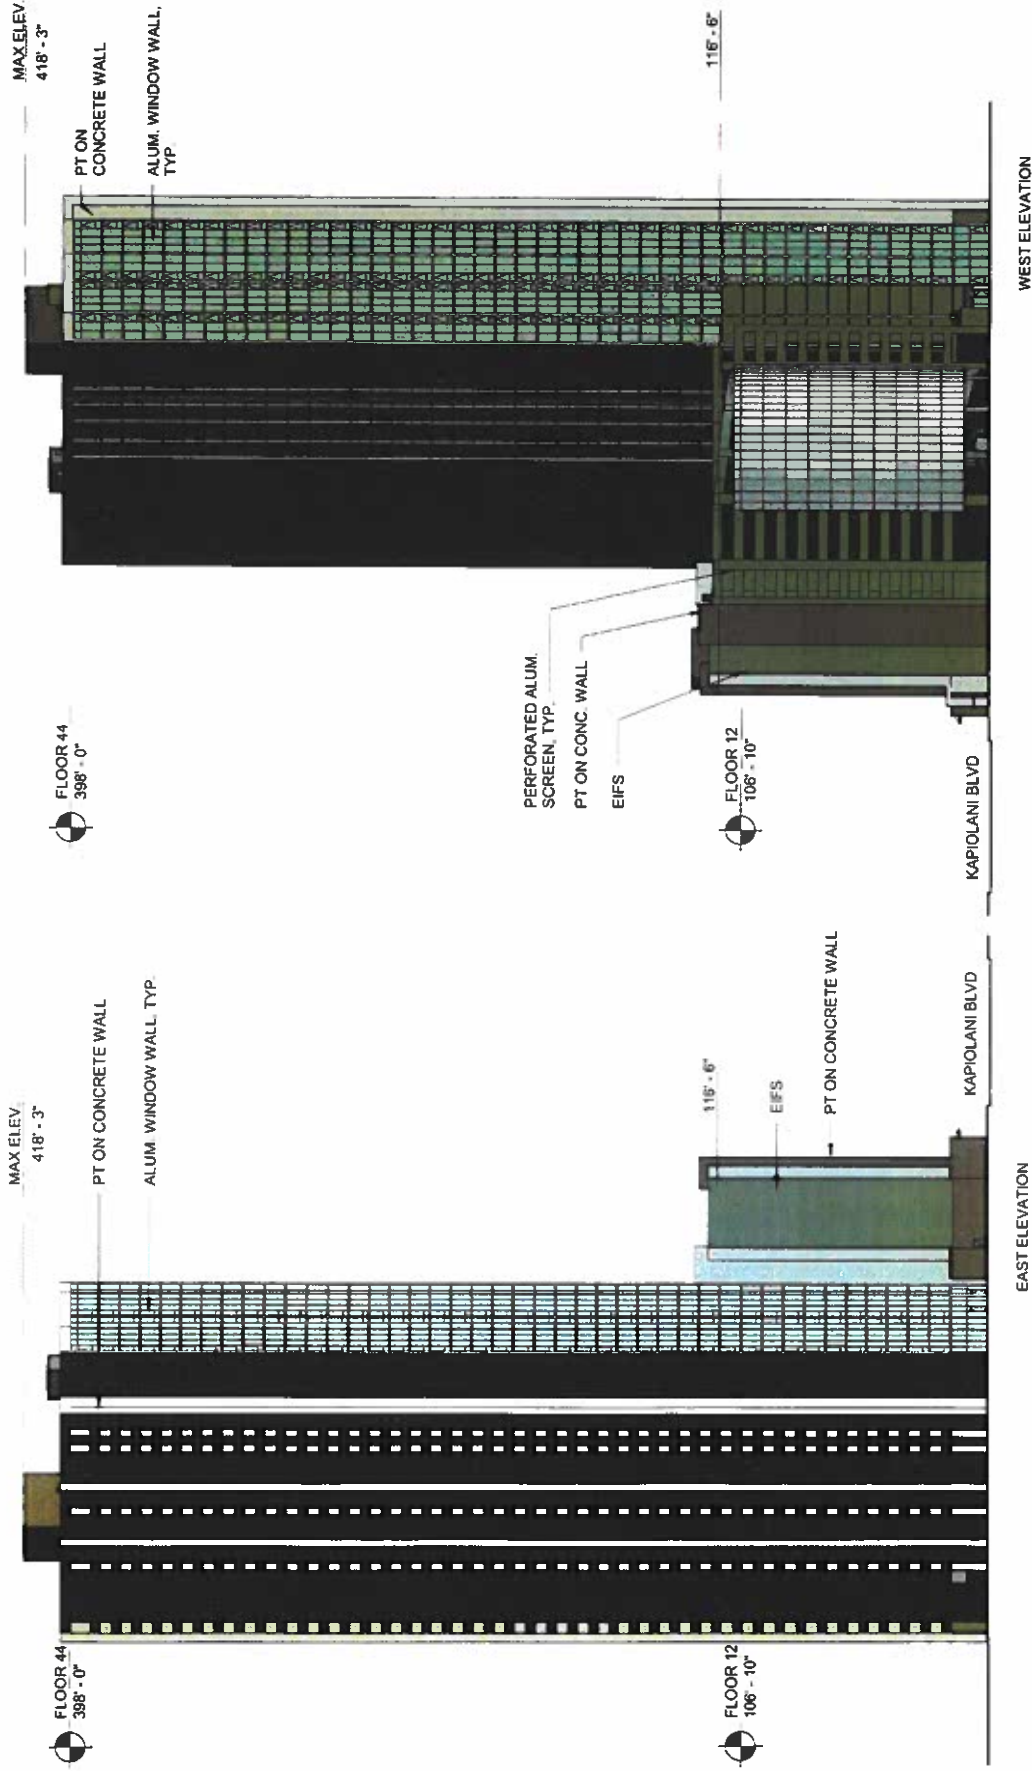 MAX ELEV.
418' - 3"
PT ON CONCRETE WALL
ALUM. WINDOW WALL, TYP.
FLOOR 44
398' - 0"
116' - 6"
EIFS
PT ON CONCRETE WALL
FLOOR 12
106' - 10"
KAPIOLANI BLVD
EAST ELEVATION
MAX ELEV.
418' - 3"
PT ON
CONCRETE WALL
ALUM. WINDOW WALL,
TYP.
FLOOR 44
398' - 0"
116' - 6"
PERFORATED ALUM.
SCREEN, TYP.
PT ON CONC. WALL
EIFS
FLOOR 12
106' - 10"
KAPIOLANI BLVD
WEST ELEVATION